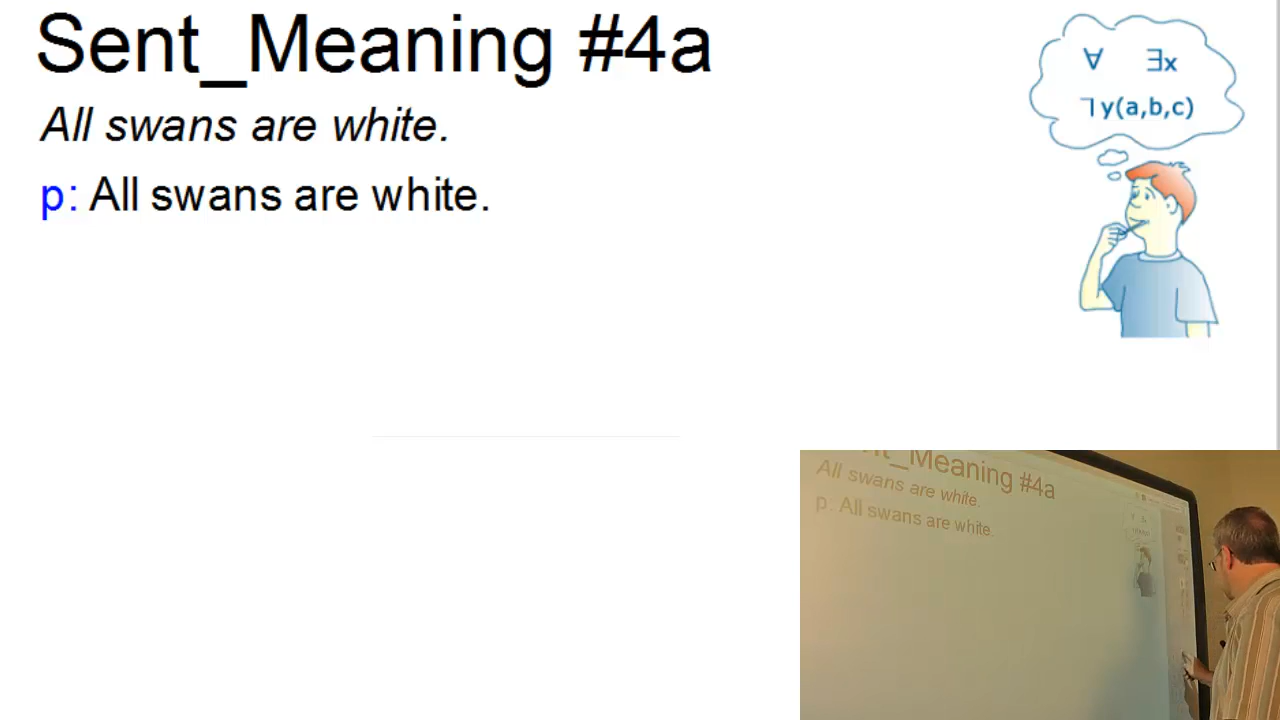 Sent_Meaning #4a
All swans are white.
p: All swans are white.
∀ ∃x
¬y(a,b,c)
nt_Meaning #4a
All swans are white.
p: All swans are white.